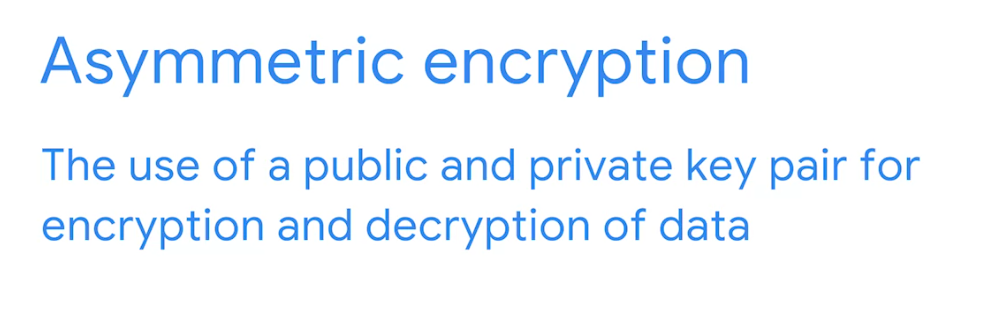 Asymmetric encryption
The use of a public and private key pair for
encryption and decryption of data